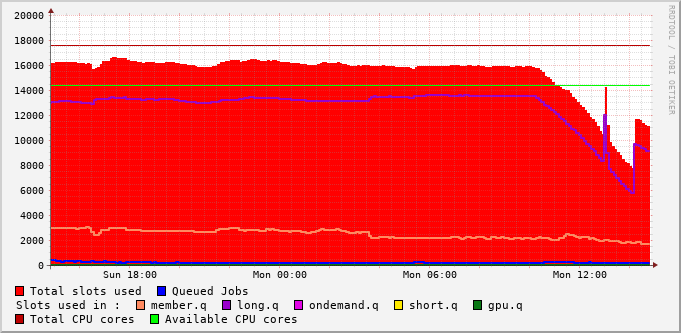 RRDTOOL / TOBI OETIKER
20000
18000
16000
14000
12000
10000
8000
6000
4000
2000
0
Sun 18:00 Mon 00:00 Mon 06:00 Mon 12:00
Total slots used Queued Jobs
Slots used in : member.q long.q ondemand.q short.q gpu.q
Total CPU cores Available CPU cores